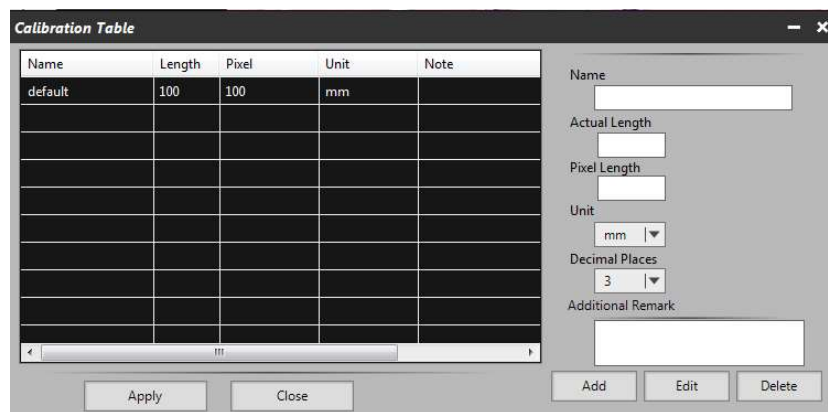 Calibration Table
Name Length Pixel Unit Note
default 100 100 mm
Name
Actual Length
Pixel Length
Unit
mm
Decimal Places
3
Additional Remark
Apply Close
Add Edit Delete